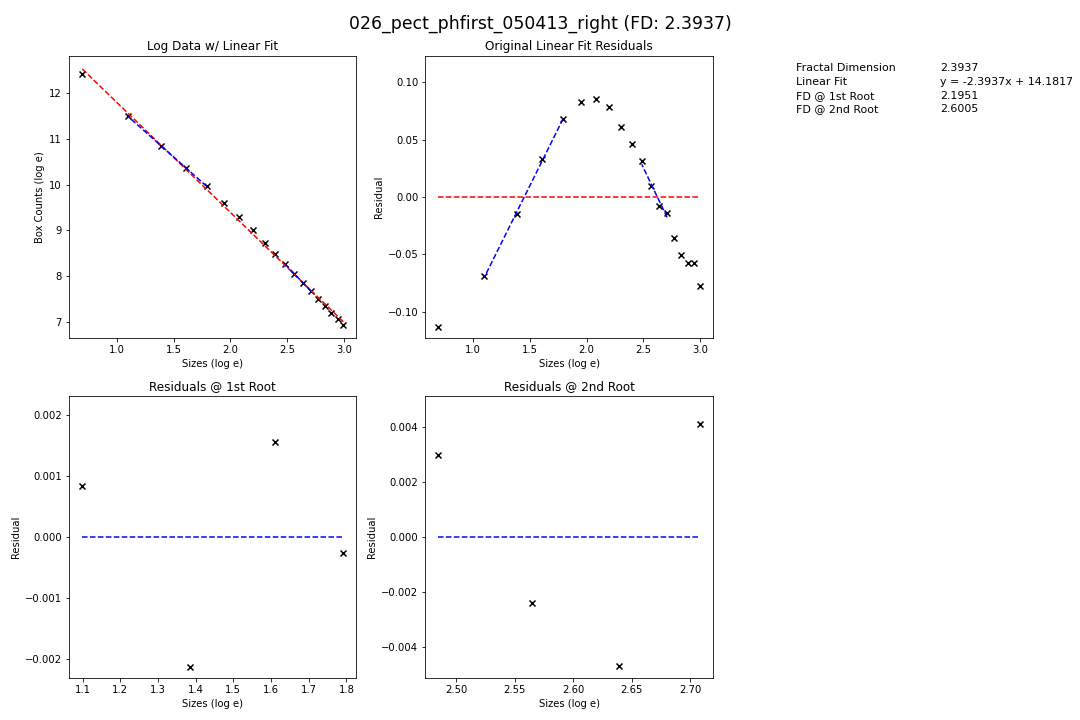 026_pect_phfirst_050413_right (FD: 2.3937)
Log Data w/ Linear Fit
Box Counts (log e)
12
11
10
9
8
7
1.0 1.5 2.0 2.5 3.0
Sizes (log e)
Original Linear Fit Residuals
Residual
0.10
0.05
0.00
−0.05
−0.10
1.0 1.5 2.0 2.5 3.0
Sizes (log e)
Fractal Dimension 2.3937
Linear Fit y = -2.3937x + 14.1817
FD @ 1st Root 2.1951
FD @ 2nd Root 2.6005
Residuals @ 1st Root
Residual
0.002
0.001
0.000
−0.001
−0.002
1.1 1.2 1.3 1.4 1.5 1.6 1.7 1.8
Sizes (log e)
Residuals @ 2nd Root
Residual
0.004
0.002
0.000
−0.002
−0.004
2.50 2.55 2.60 2.65 2.70
Sizes (log e)